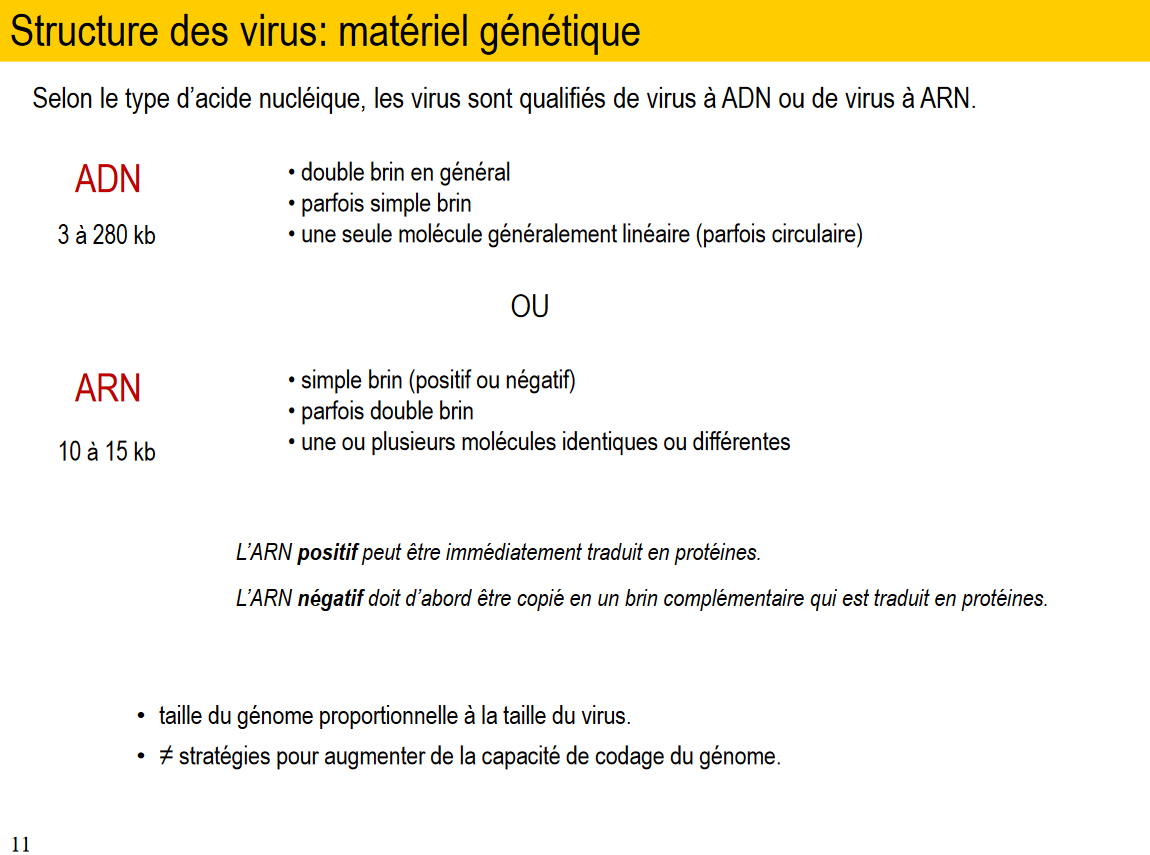 Structure des virus: matériel génétique
Selon le type d’acide nucléique, les virus sont qualifiés de virus à ADN ou de virus à ARN.
ADN
3 à 280 kb
• double brin en général
• parfois simple brin
• une seule molécule généralement linéaire (parfois circulaire)
OU
ARN
10 à 15 kb
• simple brin (positif ou négatif)
• parfois double brin
• une ou plusieurs molécules identiques ou différentes
L’ARN positif peut être immédiatement traduit en protéines.
L’ARN négatif doit d’abord être copié en un brin complémentaire qui est traduit en protéines.
• taille du génome proportionnelle à la taille du virus.
• ≠ stratégies pour augmenter de la capacité de codage du génome.
11